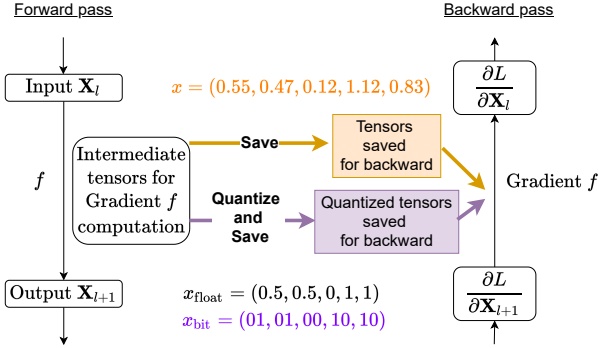 Forward pass
Backward pass
Input X_l
x = (0.55, 0.47, 0.12, 1.12, 0.83)
∂L
∂X_l
Intermediate
tensors for
Gradient f
computation
Save
Tensors
saved
for backward
f
Gradient f
Quantize
and
Save
Quantized tensors
saved
for backward
Output X_{l+1}
x_float = (0.5, 0.5, 0, 1, 1)
x_bit = (01, 01, 00, 10, 10)
∂L
∂X_{l+1}